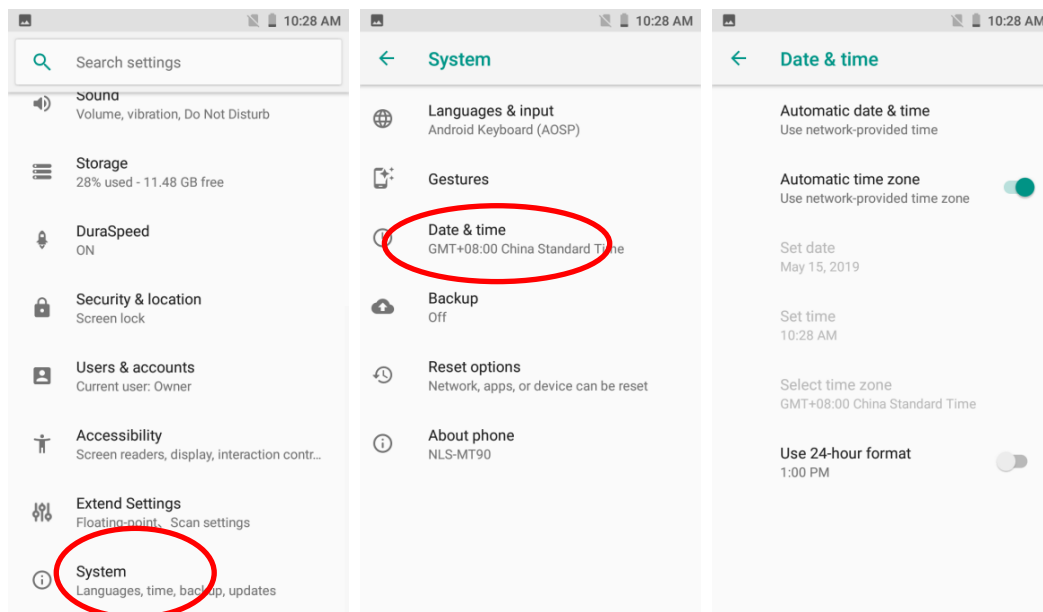 10:28 AM
Search settings
Sound
Volume, vibration, Do Not Disturb
Storage
28% used - 11.48 GB free
DuraSpeed
ON
Security & location
Screen lock
Users & accounts
Current user: Owner
Accessibility
Screen readers, display, interaction contr...
Extend Settings
Floating-point、Scan settings
System
Languages, time, backup, updates
10:28 AM
System
Languages & input
Android Keyboard (AOSP)
Gestures
Date & time
GMT+08:00 China Standard Time
Backup
Off
Reset options
Network, apps, or device can be reset
About phone
NLS-MT90
10:28 AM
Date & time
Automatic date & time
Use network-provided time
Automatic time zone
Use network-provided time zone
Set date
May 15, 2019
Set time
10:28 AM
Select time zone
GMT+08:00 China Standard Time
Use 24-hour format
1:00 PM